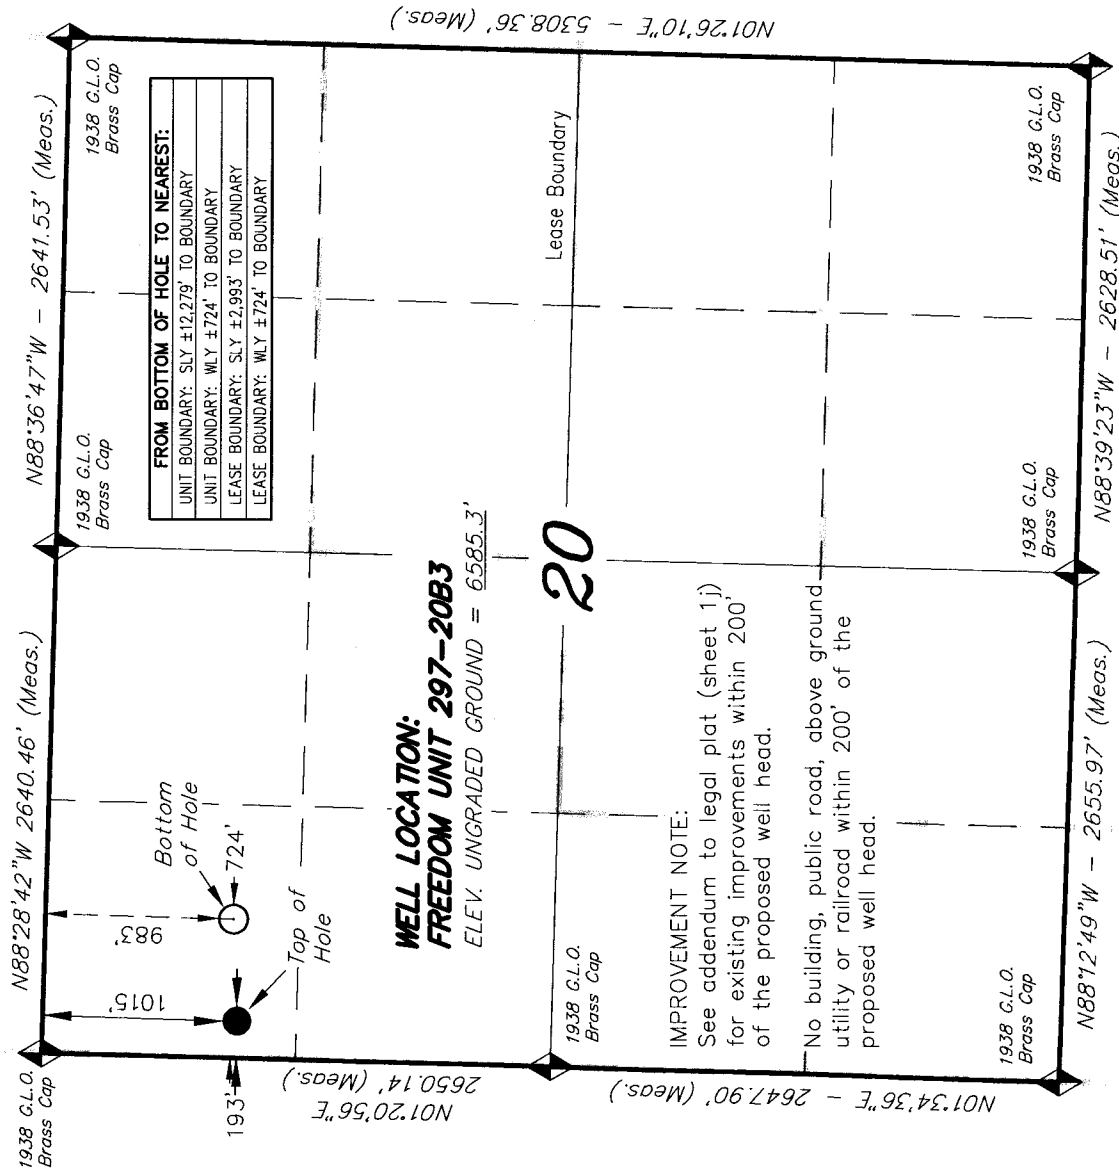 N88°28'42"W 2640.46' (Meas.)
N88°36'47"W - 2641.53' (Meas.)
1938 G.L.O.
Brass Cap
1938 G.L.O.
Brass Cap
1938 G.L.O.
Brass Cap
FROM BOTTOM OF HOLE TO NEAREST:
UNIT BOUNDARY: SLY ±12,279' TO BOUNDARY
UNIT BOUNDARY: WLY ±724' TO BOUNDARY
LEASE BOUNDARY: SLY ±2,993' TO BOUNDARY
LEASE BOUNDARY: WLY ±724' TO BOUNDARY
1015'
983'
Bottom
of Hole
724'
193'
Top of
Hole
N01°20'56"E
2650.14' (Meas.)
N01°26'10"E - 5308.36' (Meas.)
WELL LOCATION:
FREEDOM UNIT 297-20B3
ELEV. UNGRADED GROUND = 6585.3'
Lease Boundary
20
1938 G.L.O.
Brass Cap
IMPROVEMENT NOTE:
See addendum to legal plat (sheet 1j)
for existing improvements within 200'
of the proposed well head.
No building, public road, above ground
utility or railroad within 200' of the
proposed well head.
N01°34'36"E - 2647.90' (Meas.)
1938 G.L.O.
Brass Cap
1938 G.L.O.
Brass Cap
1938 G.L.O.
Brass Cap
N88°12'49"W - 2655.97' (Meas.)
N88°39'23"W - 2628.51' (Meas.)